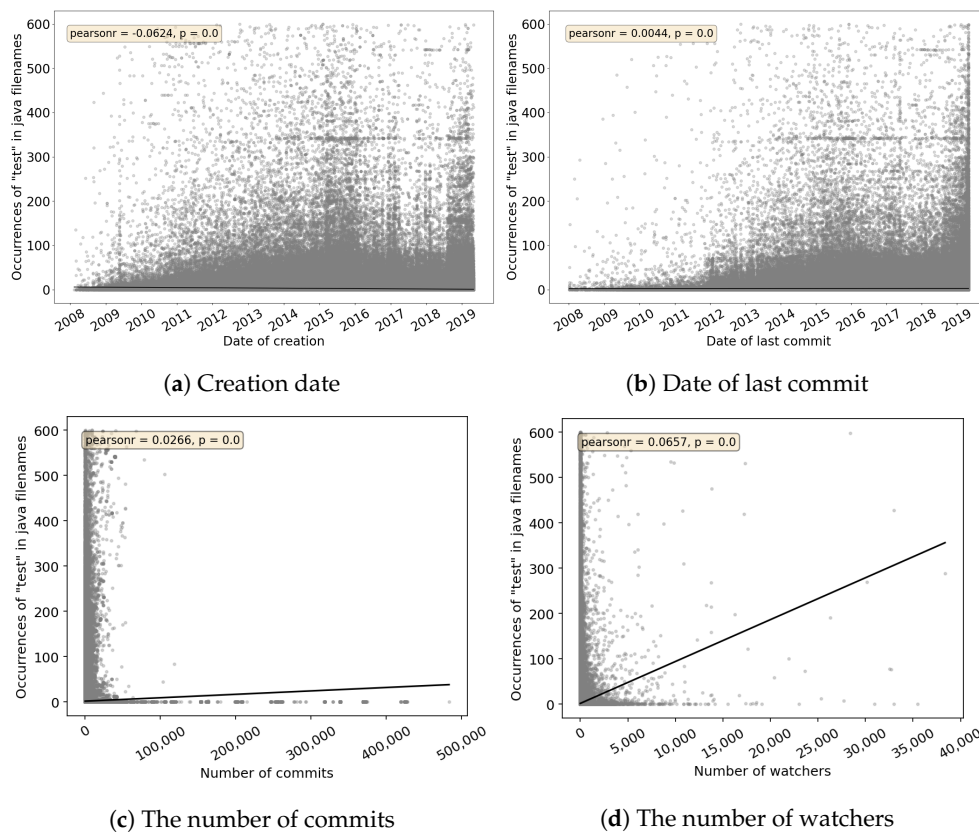 pearsonr = -0.0624, p = 0.0
Occurrences of "test" in java filenames
600
500
400
300
200
100
0
2008 2009 2010 2011 2012 2013 2014 2015 2016 2017 2018 2019
Date of creation
(a) Creation date
pearsonr = 0.0044, p = 0.0
Occurrences of "test" in java filenames
600
500
400
300
200
100
0
2008 2009 2010 2011 2012 2013 2014 2015 2016 2017 2018 2019
Date of last commit
(b) Date of last commit
pearsonr = 0.0266, p = 0.0
Occurrences of "test" in java filenames
600
500
400
300
200
100
0
0 100,000 200,000 300,000 400,000 500,000
Number of commits
(c) The number of commits
pearsonr = 0.0657, p = 0.0
Occurrences of "test" in java filenames
600
500
400
300
200
100
0
0 5,000 10,000 15,000 20,000 25,000 30,000 35,000 40,000
Number of watchers
(d) The number of watchers